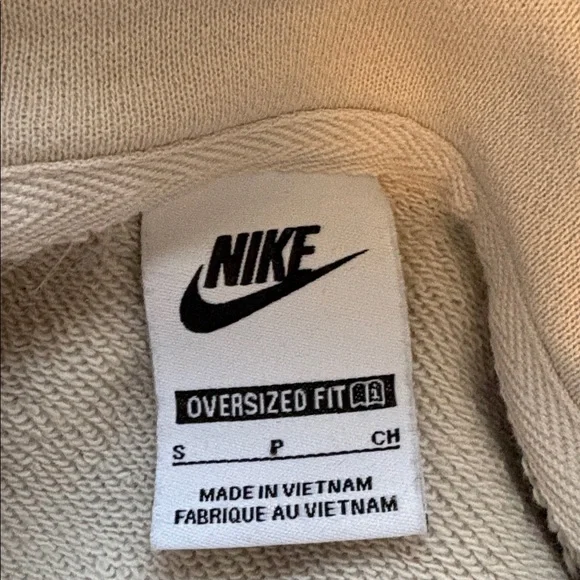 NIKE
OVERSIZED FIT
S P CH
MADE IN VIETNAM
FABRIQUE AU VIETNAM